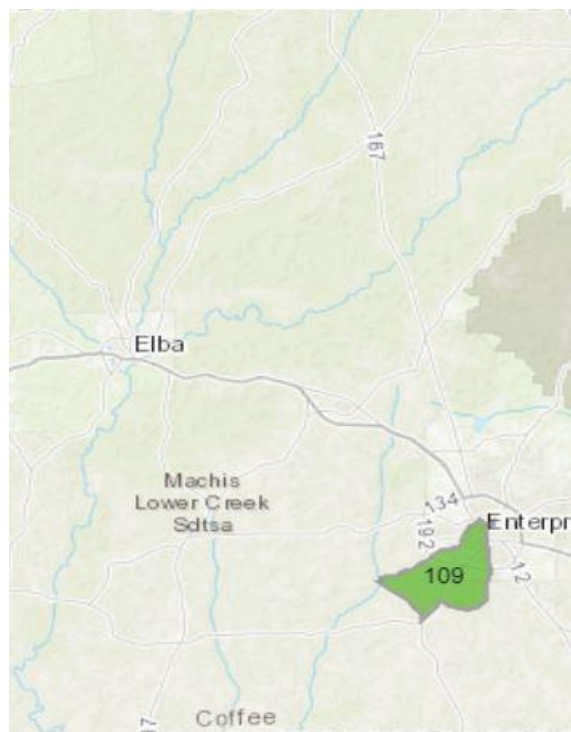 167
Elba
Machis
Lower Creek
Sdtsa
134
Enterpr
192
109
12
Coffee